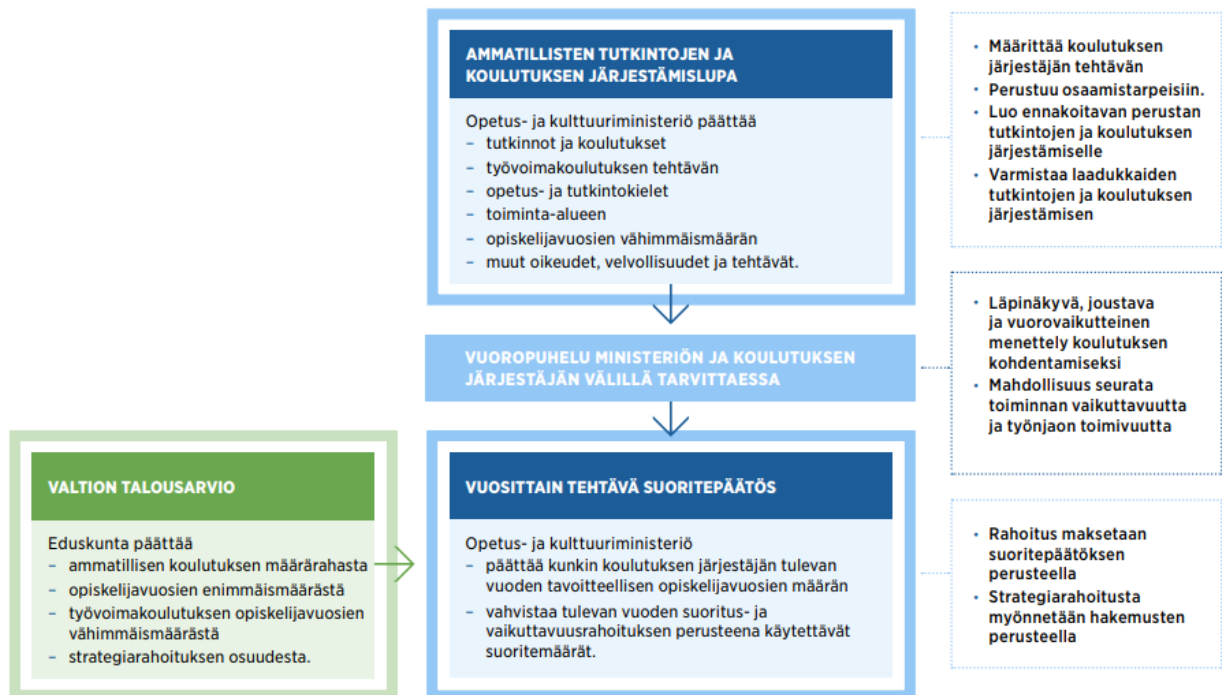 AMMATILLISTEN TUTKINTOJEN JA
KOULUTUKSEN JÄRJESTÄMISLUPA
Opetus- ja kulttuuriministeriö päättää
– tutkinnot ja koulutukset
– työvoimakoulutuksen tehtävän
– opetus- ja tutkintokielet
– toiminta-alueen
– opiskelijavuosien vähimmäismäärän
– muut oikeudet, velvollisuudet ja tehtävät.
• Määrittää koulutuksen
järjestäjän tehtävän
• Perustuu osaamistarpeisiin.
• Luo ennakoitavan perustan
tutkintojen ja koulutuksen
järjestämiselle
• Varmistaa laadukkaiden
tutkintojen ja koulutuksen
järjestämisen
VUOROPUHELU MINISTERIÖN JA KOULUTUKSEN
JÄRJESTÄJÄN VÄLILLÄ TARVITTAESSA
• Läpinäkyvä, joustava
ja vuorovaikutteinen
menettely koulutuksen
kohdentamiseksi
• Mahdollisuus seurata
toiminnan vaikuttavuutta
ja työnjaon toimivuutta
VALTION TALOUSARVIO
Eduskunta päättää
– ammatillisen koulutuksen määrärahasta
– opiskelijavuosien enimmäismäärästä
– työvoimakoulutuksen opiskelijavuosien
vähimmäismäärästä
– strategiarahoituksen osuudesta.
VUOSITTAIN TEHTÄVÄ SUORITEPÄÄTÖS
Opetus- ja kulttuuriministeriö
– päättää kunkin koulutuksen järjestäjän tulevan
vuoden tavoitteellisen opiskelijavuosien määrän
– vahvistaa tulevan vuoden suoritus- ja
vaikuttavuusrahoituksen perusteena käytettävät
suoritemäärät.
• Rahoitus maksetaan
suoritepäätöksen
perusteella
• Strategiarahoitusta
myönnetään hakemusten
perusteella